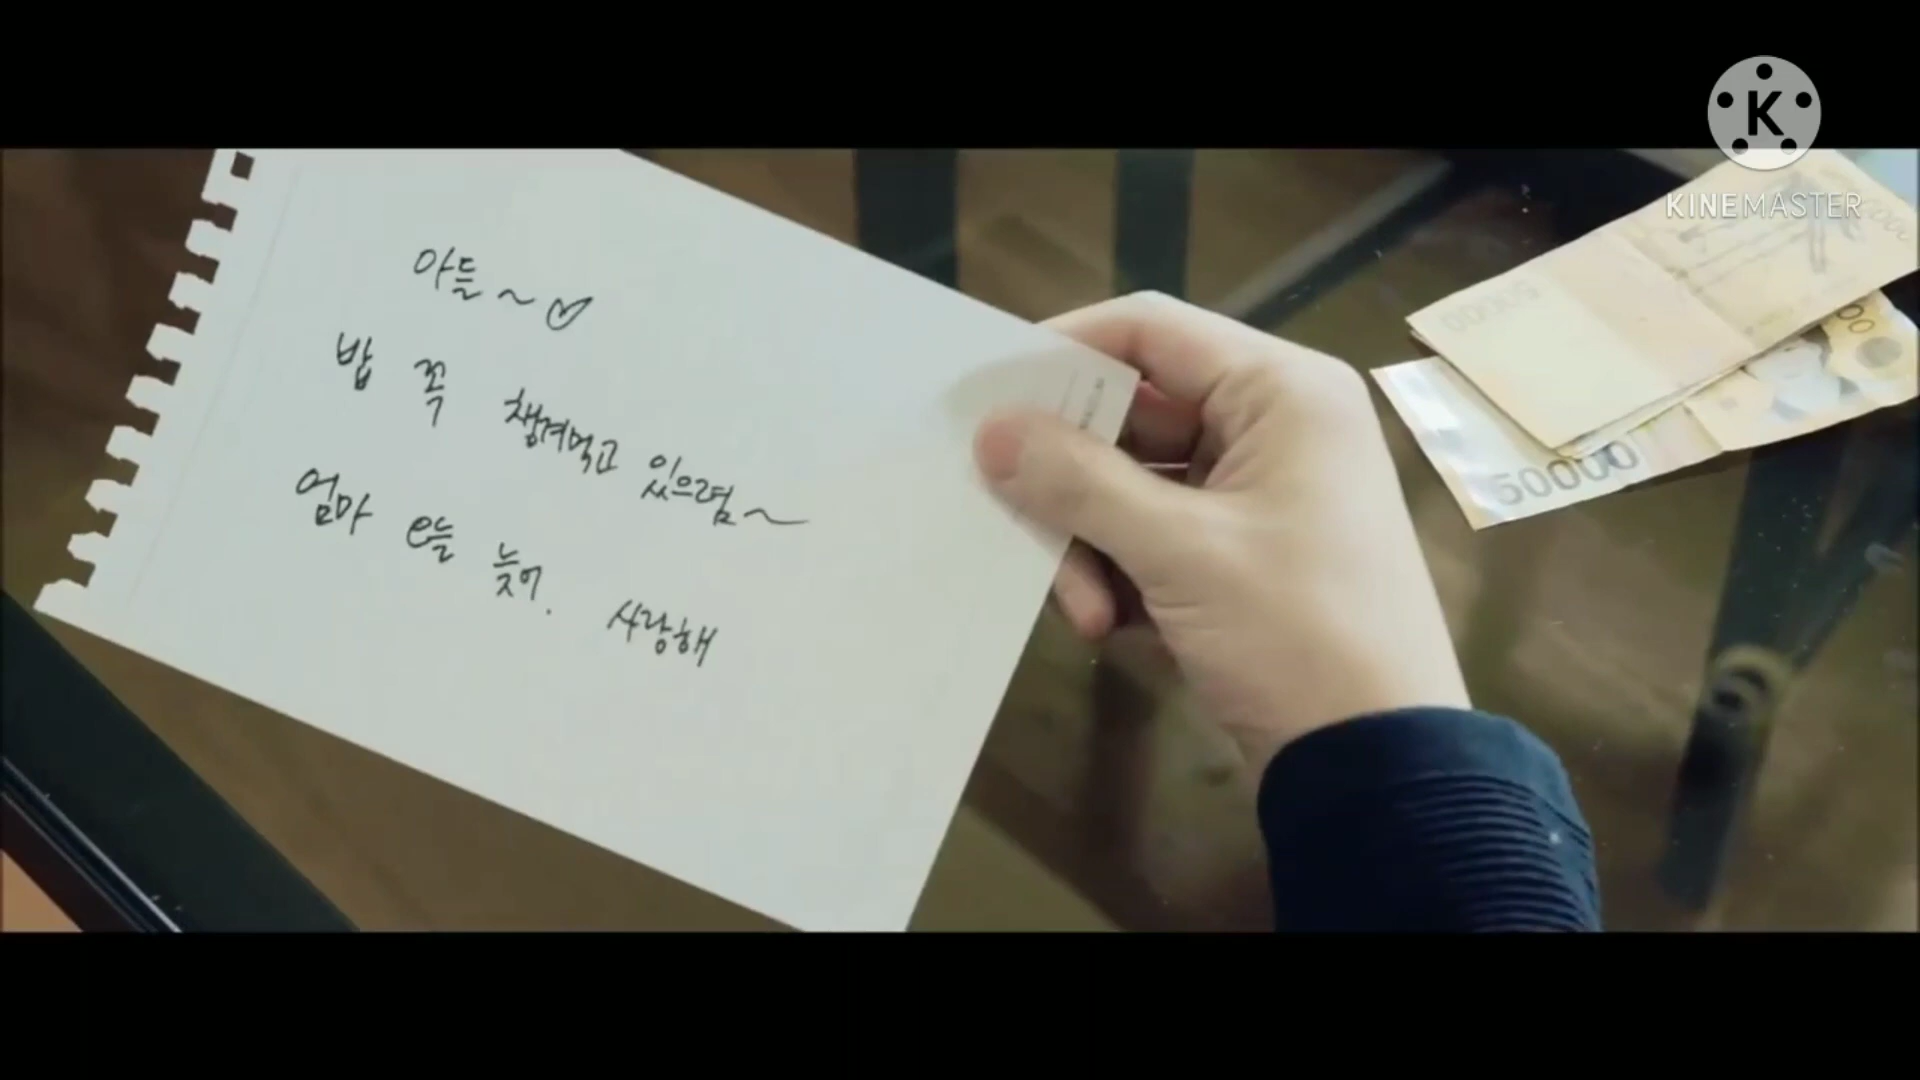 아들~♡
밥 꼭 챙겨먹고 있으렴~
엄마 오늘 늦어. 사랑해
50000
K
KINEMASTER